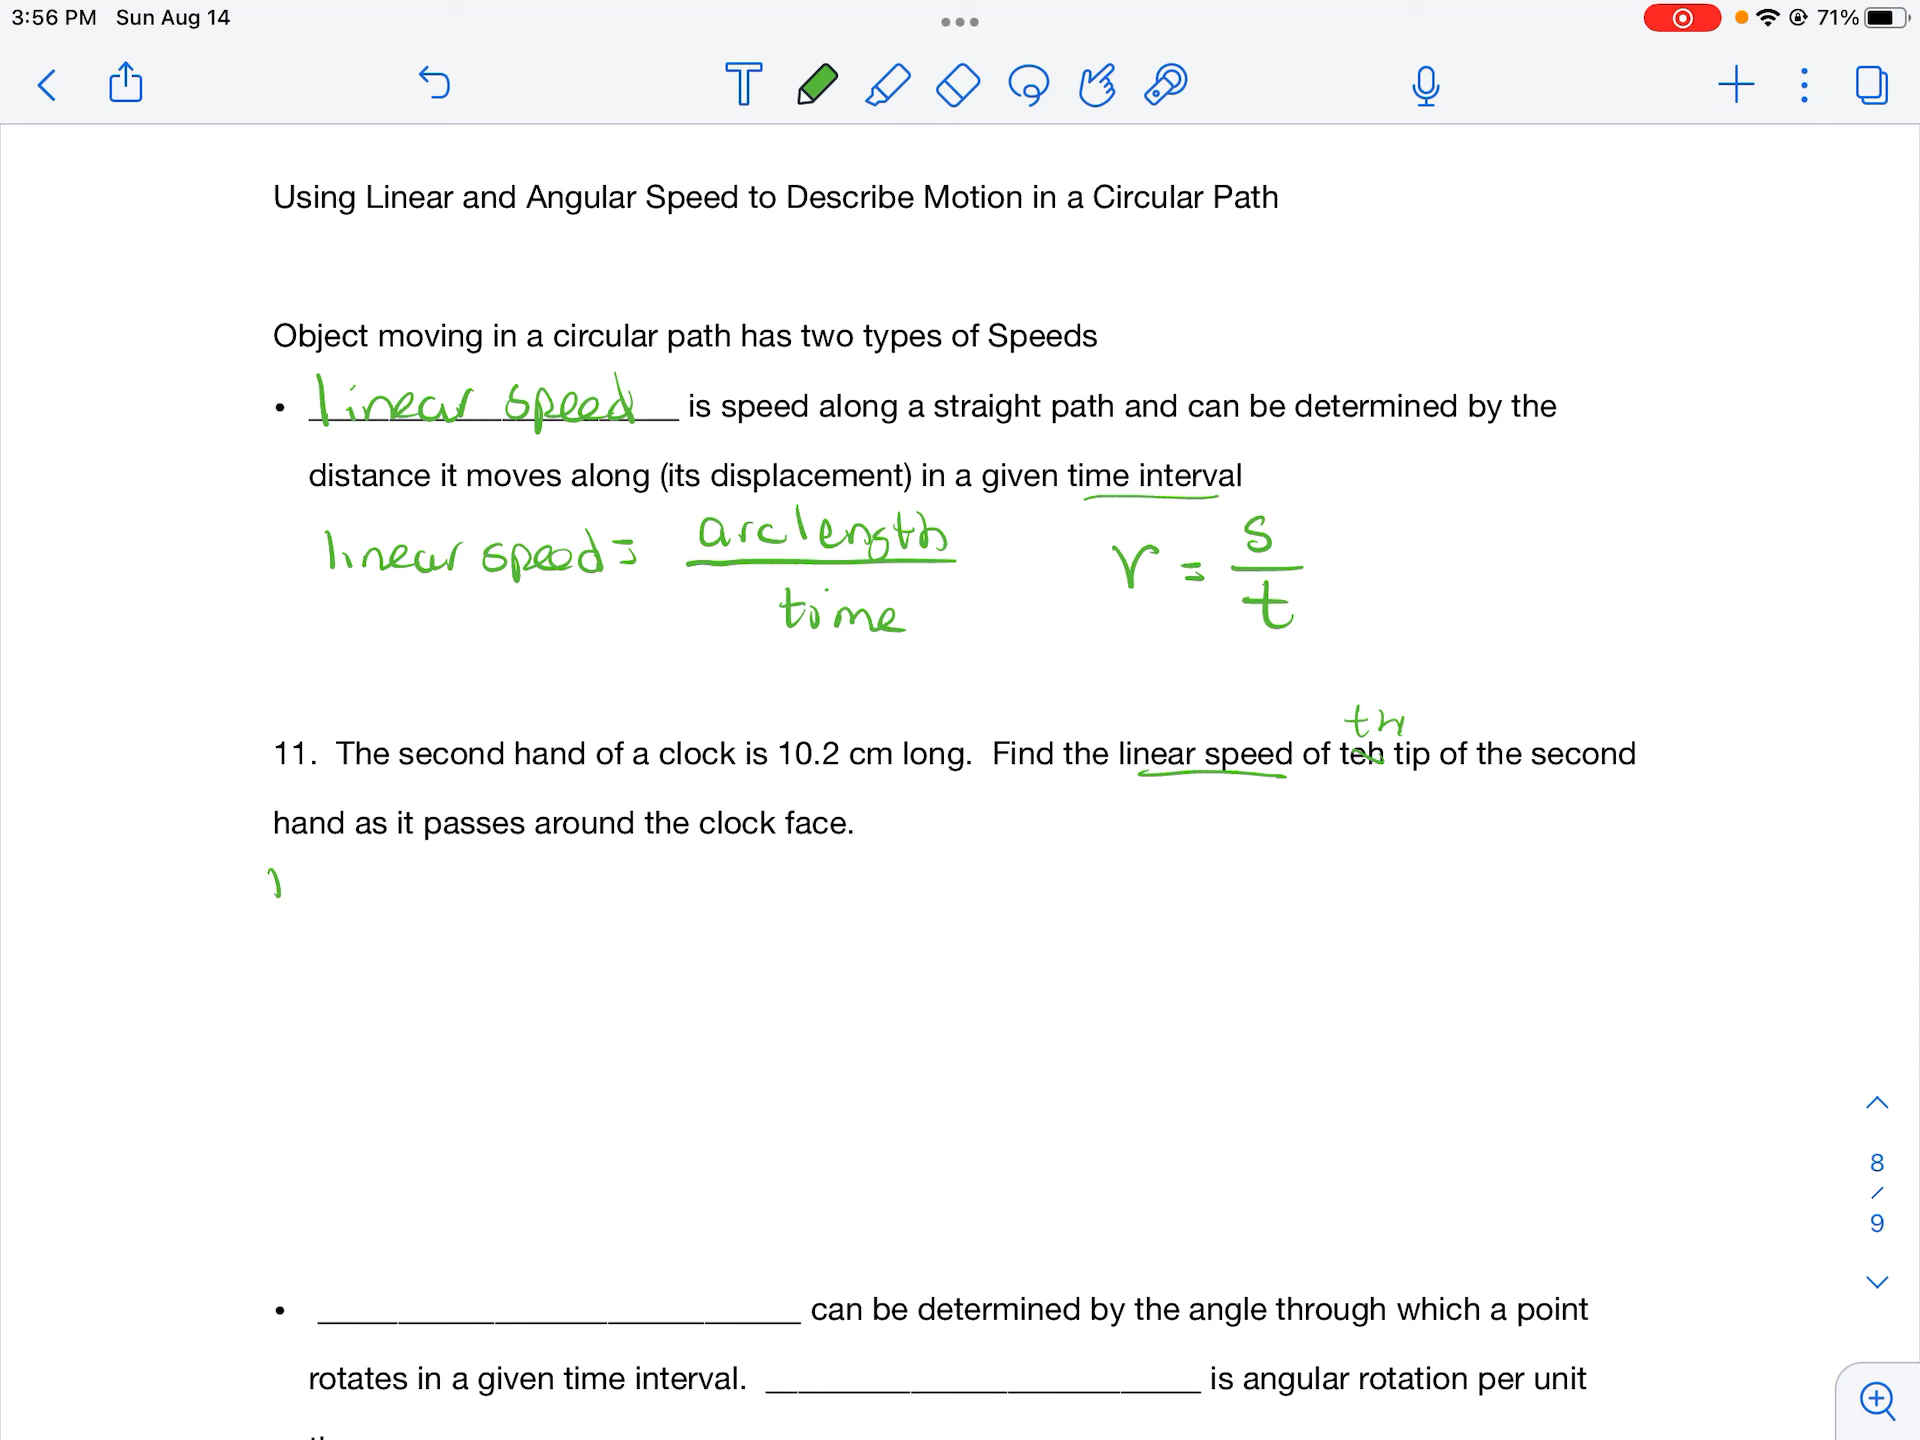 3:56 PM Sun Aug 14
71%
Using Linear and Angular Speed to Describe Motion in a Circular Path
Object moving in a circular path has two types of Speeds
• linear speed is speed along a straight path and can be determined by the
distance it moves along (its displacement) in a given time interval
linear speed = arclength / time
v = s / t
th
11. The second hand of a clock is 10.2 cm long. Find the linear speed of teh tip of the second
hand as it passes around the clock face.
• ____________________ can be determined by the angle through which a point
rotates in a given time interval. ____________________ is angular rotation per unit
8
/
9